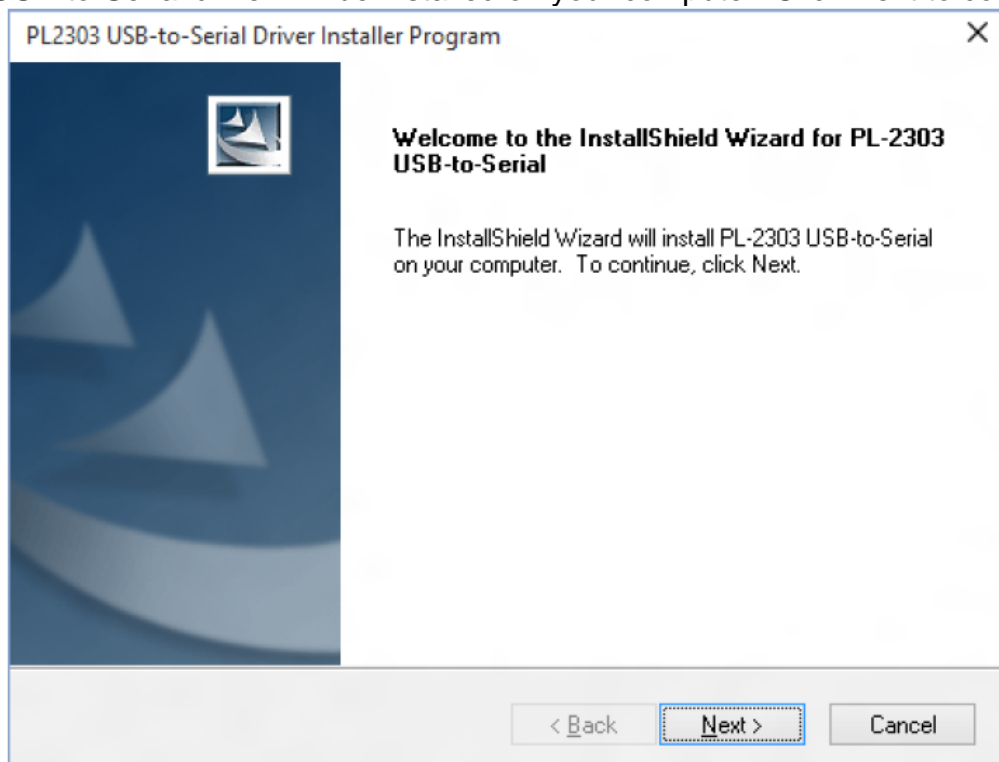 PL2303 USB-to-Serial Driver Installer Program
Welcome to the InstallShield Wizard for PL-2303
USB-to-Serial
The InstallShield Wizard will install PL-2303 USB-to-Serial
on your computer.  To continue, click Next.
< Back
Next >
Cancel